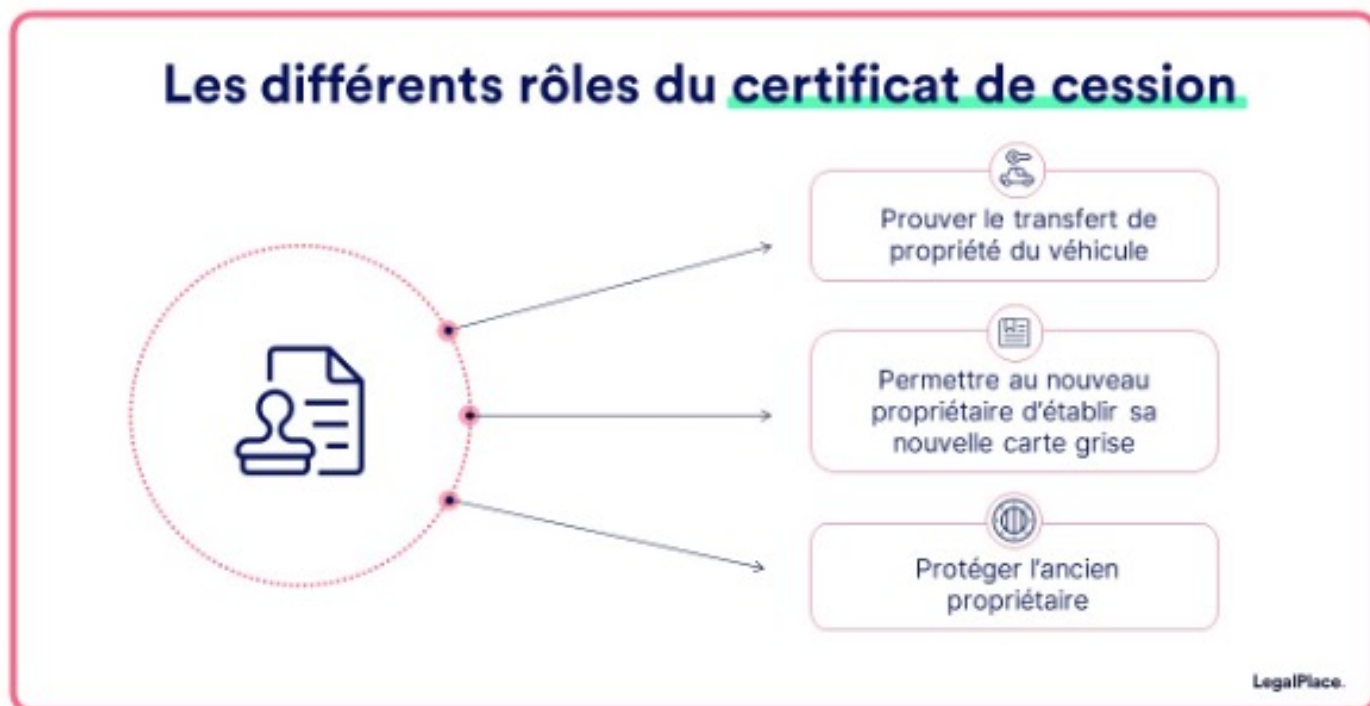 Les différents rôles du certificat de cession
Prouver le transfert de
propriété du véhicule
Permettre au nouveau
propriétaire d'établir sa
nouvelle carte grise
Protéger l'ancien
propriétaire
LegalPlace.